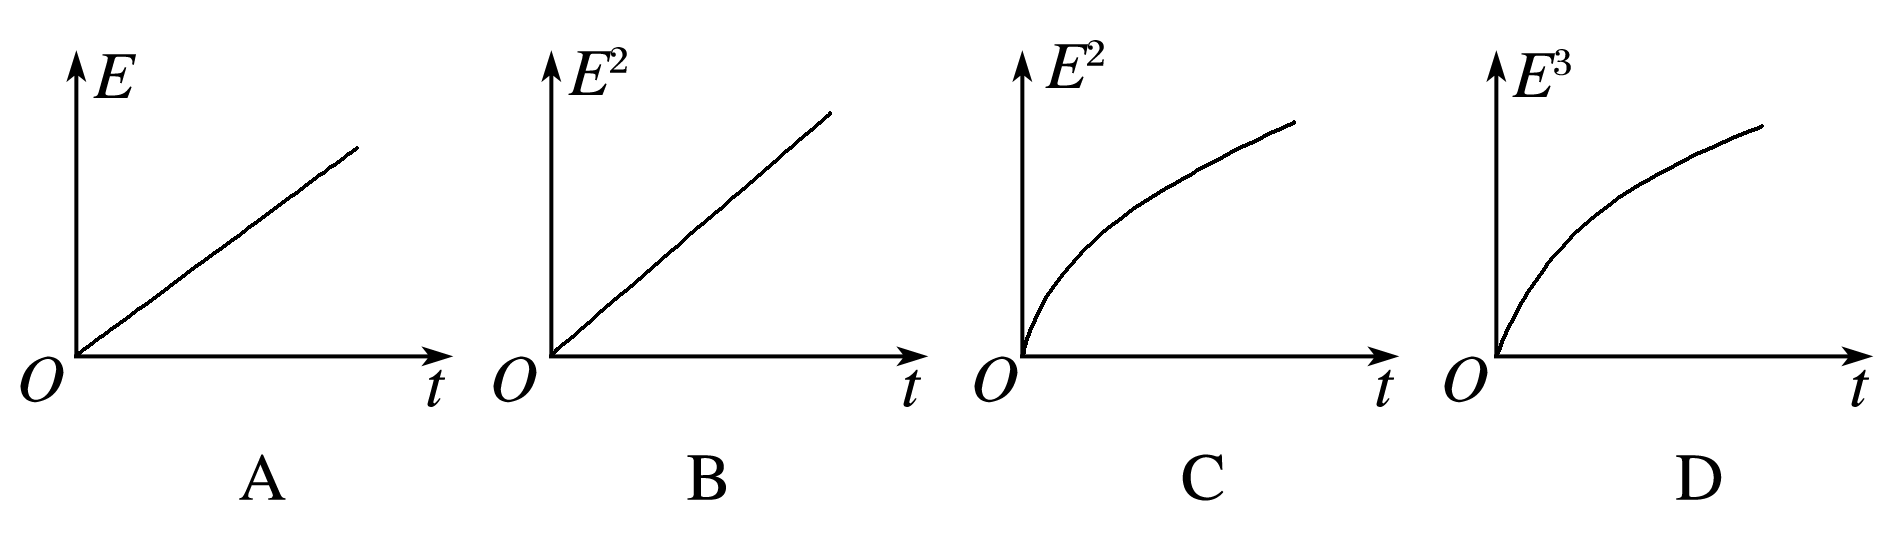 E E² E² E³
O t O t O t O t
A B C D